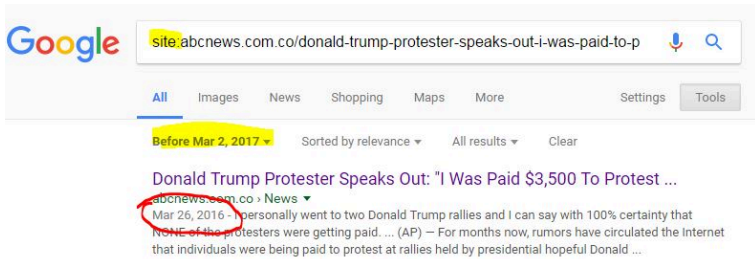 Google
site:abcnews.com.co/donald-trump-protester-speaks-out-i-was-paid-to-p
All Images News Shopping Maps More Settings Tools
Before Mar 2, 2017 Sorted by relevance All results Clear
Donald Trump Protester Speaks Out: "I Was Paid $3,500 To Protest ...
abcnews.com.co › News
Mar 26, 2016 - I personally went to two Donald Trump rallies and I can say with 100% certainty that
NONE of the protesters were getting paid. ... (AP) — For months now, rumors have circulated the Internet
that individuals were being paid to protest at rallies held by presidential hopeful Donald ...